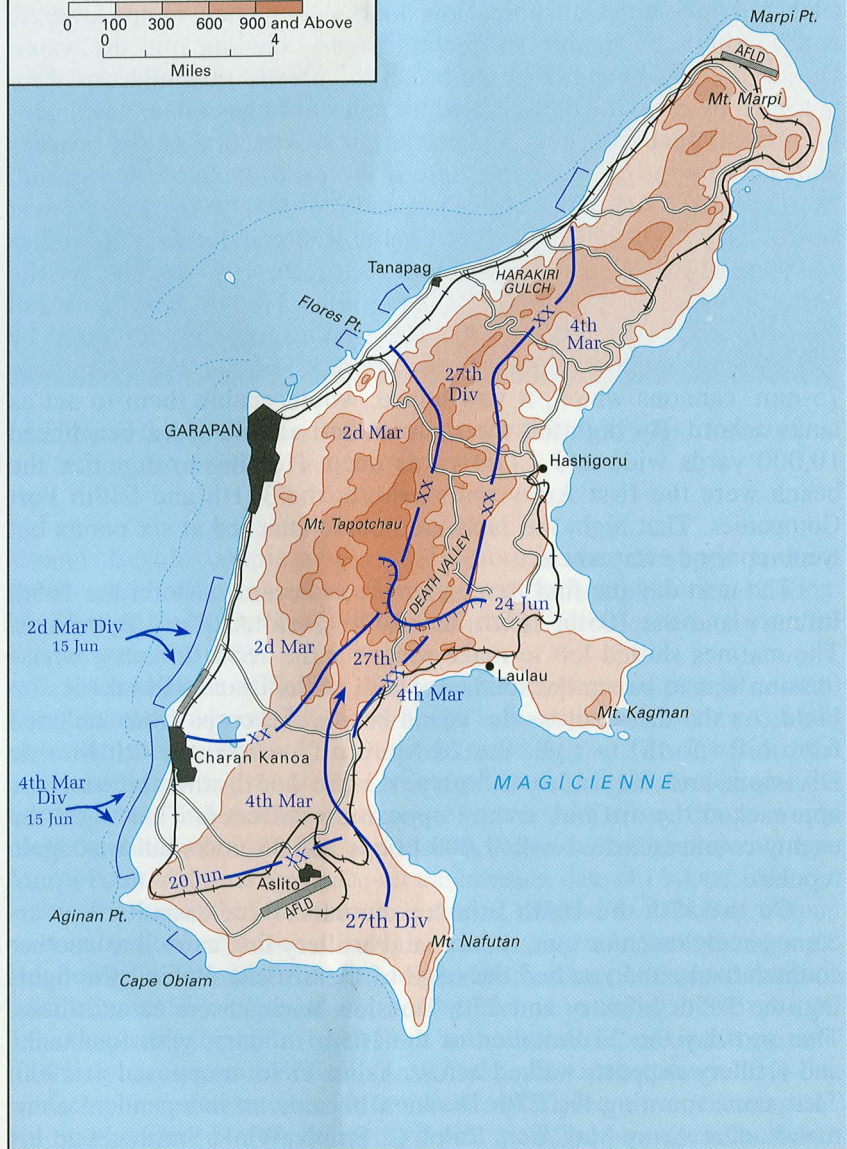 0 100 300 600 900 and Above
0 4
Miles
Marpi Pt.
AFLD
Mt. Marpi
Tanapag
HARAKIRI
GULCH
Flores Pt.
XX
4th
Mar
27th
Div
GARAPAN
2d Mar
Hashigoru
XX
XX
Mt. Tapotchau
DEATH VALLEY
24 Jun
2d Mar Div
15 Jun
2d Mar
27th
XX
4th Mar
Laulau
Mt. Kagman
XX
Charan Kanoa
MAGICIENNE
4th Mar
Div
15 Jun
4th Mar
XX
20 Jun
Aslito
AFLD
Aginan Pt.
27th Div
Mt. Nafutan
Cape Obiam